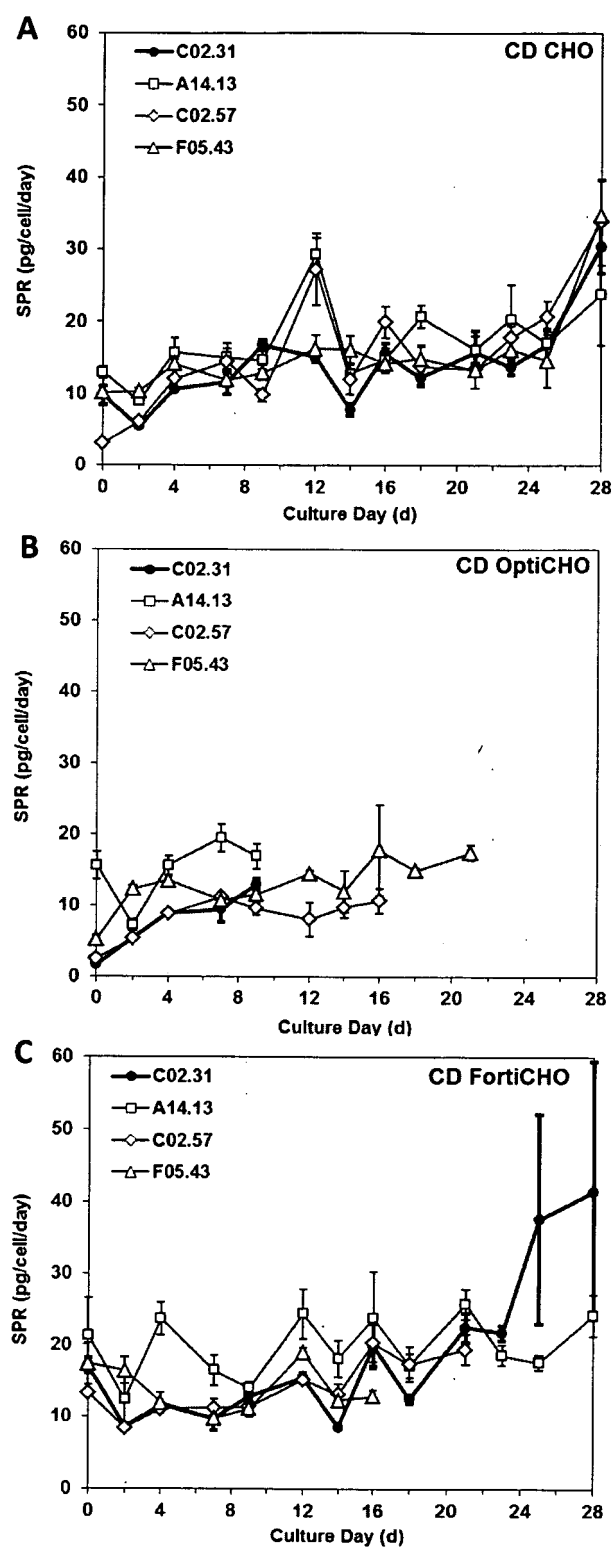 A
CD CHO
C02.31
A14.13
C02.57
F05.43
SPR (pg/cell/day)
60
50
40
30
20
10
0
0 4 8 12 16 20 24 28
Culture Day (d)
B
CD OptiCHO
C02.31
A14.13
C02.57
F05.43
SPR (pg/cell/day)
60
50
40
30
20
10
0
0 4 8 12 16 20 24 28
Culture Day (d)
C
CD FortiCHO
C02.31
A14.13
C02.57
F05.43
SPR (pg/cell/day)
60
50
40
30
20
10
0
0 4 8 12 16 20 24 28
Culture Day (d)